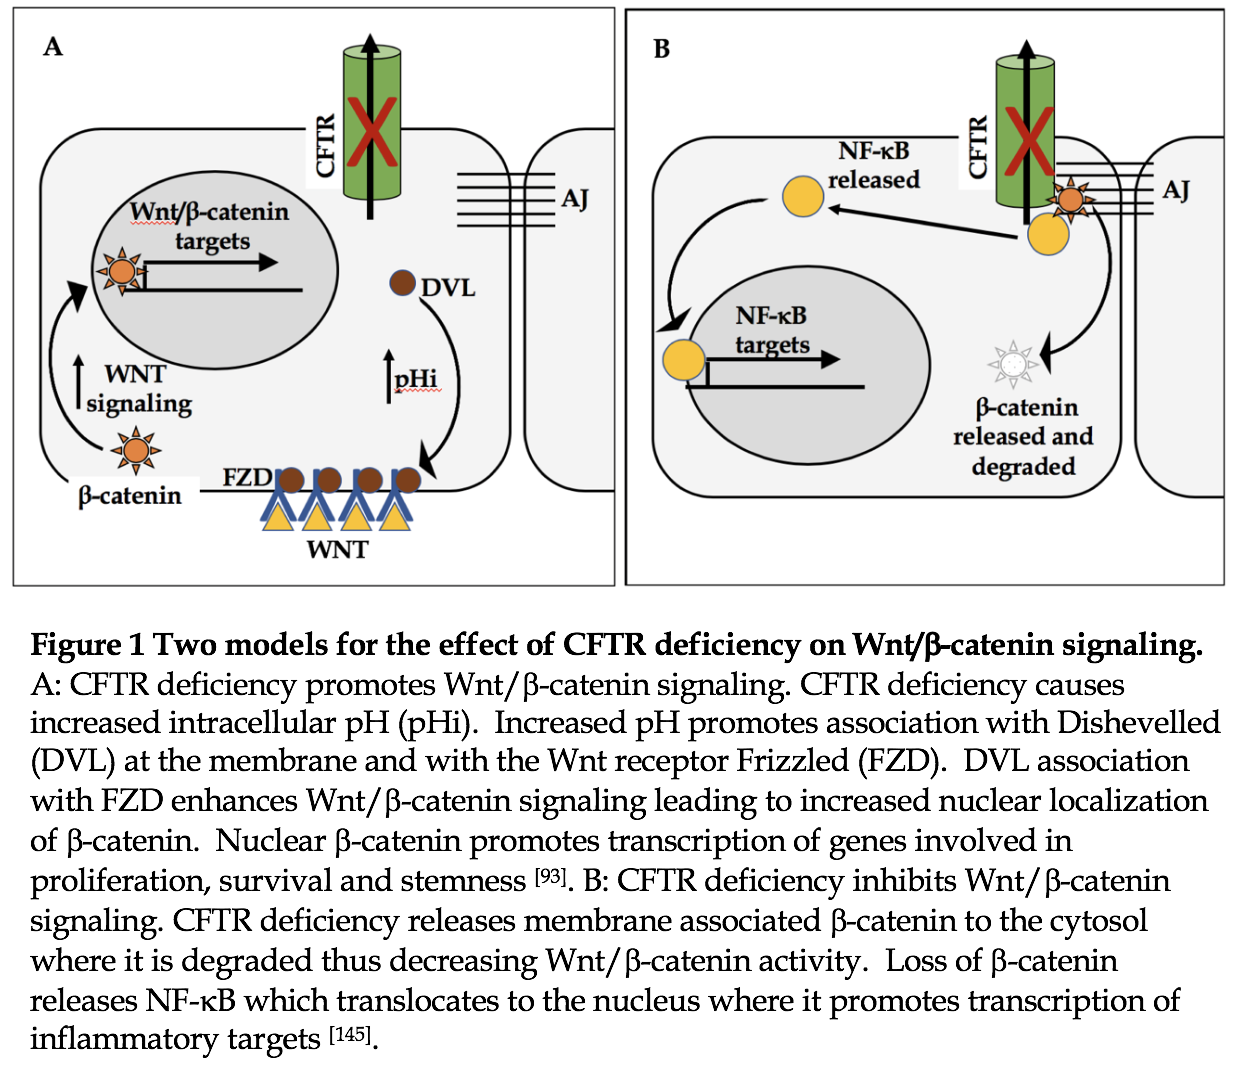 A
CFTR
Wnt/β-catenin
targets
AJ
DVL
WNT
signaling
pHi
β-catenin
FZD
WNT
B
CFTR
NF-κB
released
AJ
NF-κB
targets
β-catenin
released and
degraded
Figure 1 Two models for the effect of CFTR deficiency on Wnt/β-catenin signaling.
A: CFTR deficiency promotes Wnt/β-catenin signaling. CFTR deficiency causes
increased intracellular pH (pHi).  Increased pH promotes association with Dishevelled
(DVL) at the membrane and with the Wnt receptor Frizzled (FZD).  DVL association
with FZD enhances Wnt/β-catenin signaling leading to increased nuclear localization
of β-catenin.  Nuclear β-catenin promotes transcription of genes involved in
proliferation, survival and stemness [93]. B: CFTR deficiency inhibits Wnt/β-catenin
signaling. CFTR deficiency releases membrane associated β-catenin to the cytosol
where it is degraded thus decreasing Wnt/β-catenin activity.  Loss of β-catenin
releases NF-κB which translocates to the nucleus where it promotes transcription of
inflammatory targets [145].